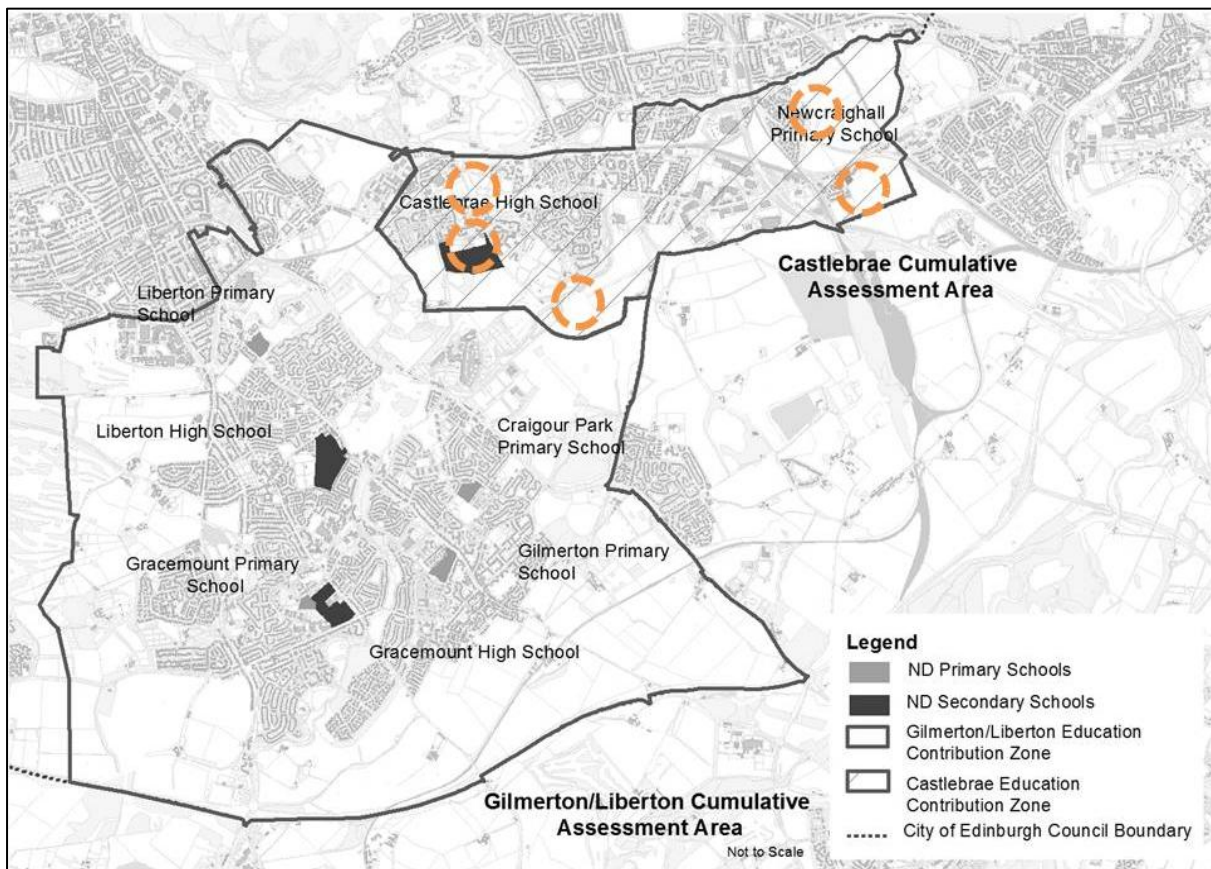 Newcraighall
Primary School
Castlebrae High School
Castlebrae Cumulative
Assessment Area
Liberton Primary
School
Liberton High School
Craigour Park
Primary School
Gracemount Primary
School
Gilmerton Primary
School
Gracemount High School
Gilmerton/Liberton Cumulative
Assessment Area
Not to Scale
Legend
ND Primary Schools
ND Secondary Schools
Gilmerton/Liberton Education
Contribution Zone
Castlebrae Education
Contribution Zone
City of Edinburgh Council Boundary